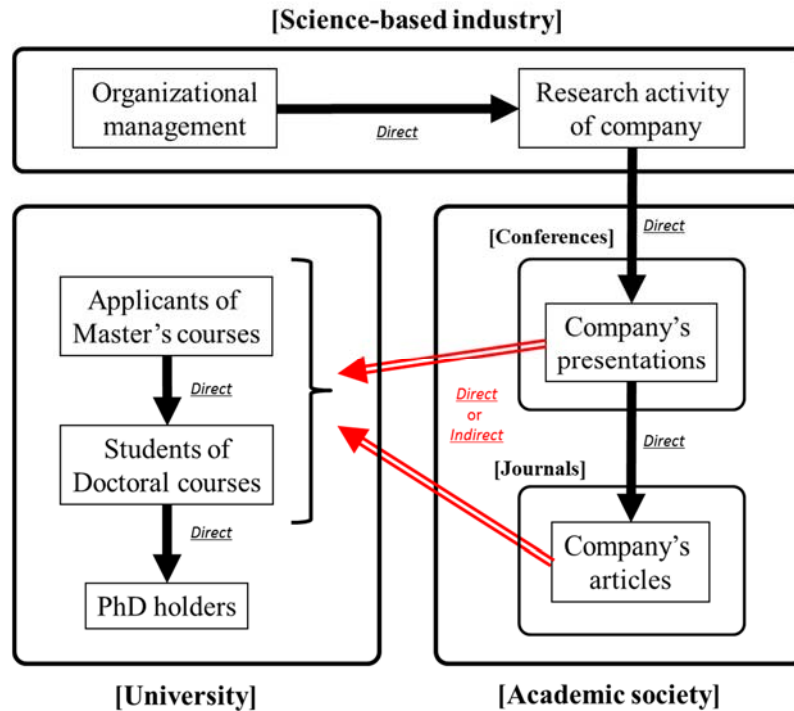 [Science-based industry]
Organizational
management
Direct
Research activity
of company
Direct
[Conferences]
Company’s
presentations
Direct
[Journals]
Company’s
articles
Direct
or
Indirect
Applicants of
Master’s courses
Direct
Students of
Doctoral courses
Direct
PhD holders
[University]
[Academic society]